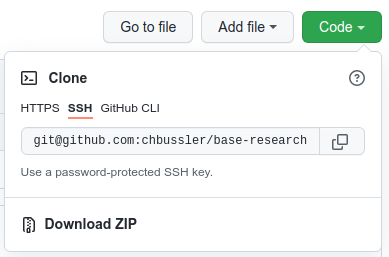 Go to file Add file Code
Clone
HTTPS SSH GitHub CLI
git@github.com:chbussler/base-research
Use a password-protected SSH key.
Download ZIP